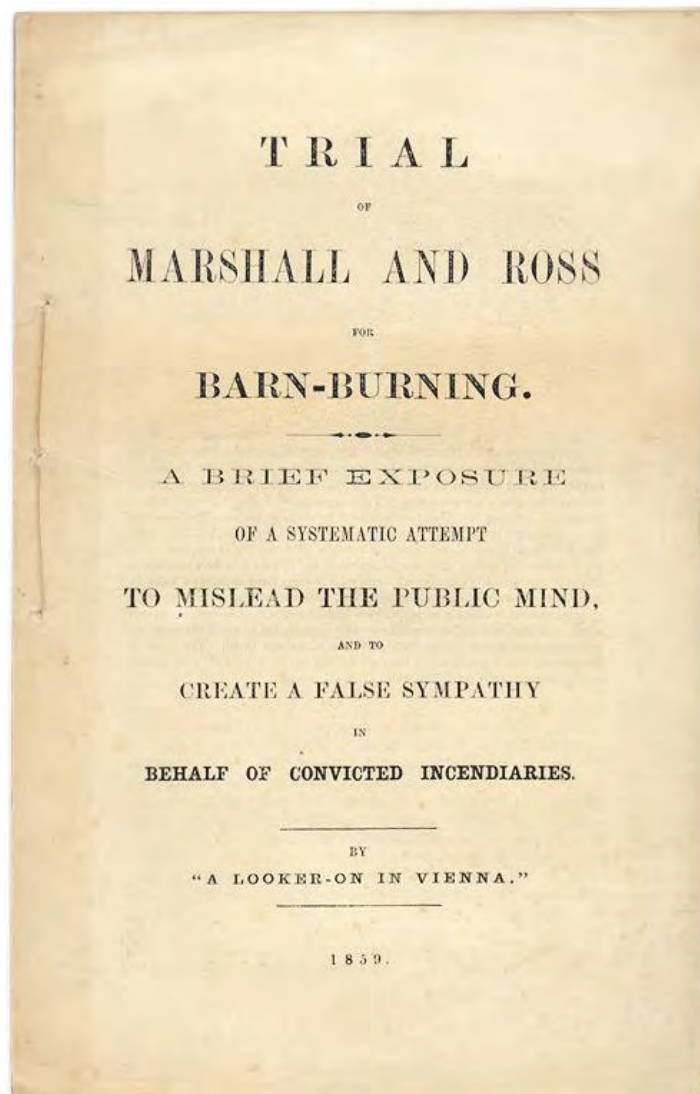 TRIAL
OF
MARSHALL AND ROSS
FOR
BARN-BURNING.
A BRIEF EXPOSURE
OF A SYSTEMATIC ATTEMPT
TO MISLEAD THE PUBLIC MIND,
AND TO
CREATE A FALSE SYMPATHY
IN
BEHALF OF CONVICTED INCENDIARIES.
BY
“A LOOKER-ON IN VIENNA.”
1859.